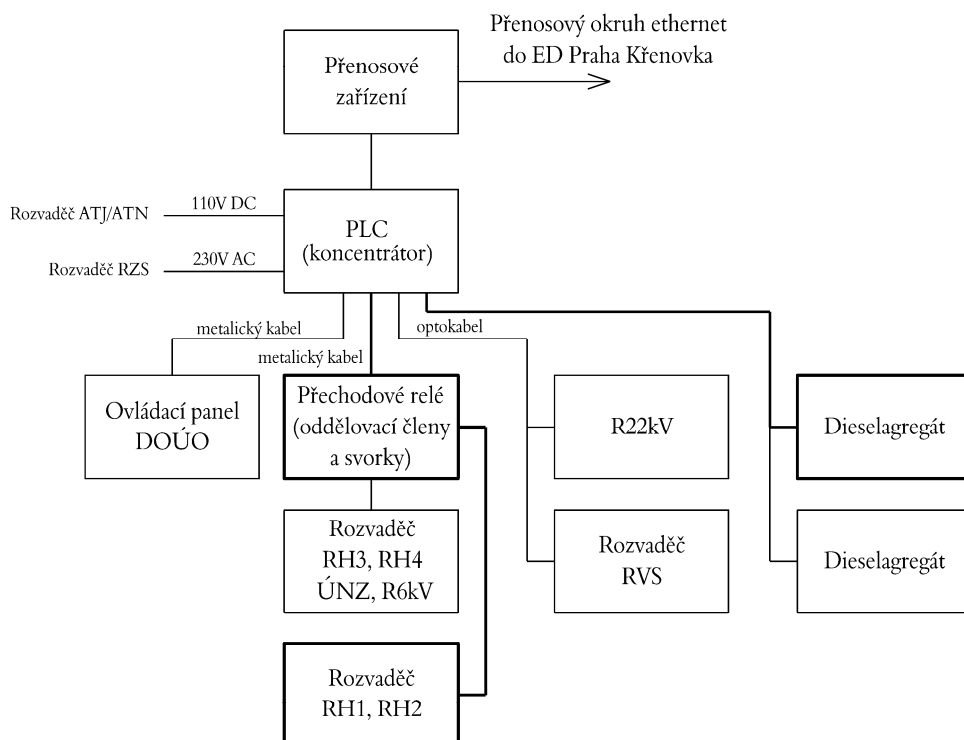 Přenosový okruh ethernet
do ED Praha Křenovka
Přenosové
zařízení
Rozvaděč ATJ/ATN
110V DC
PLC
(koncentrátor)
Rozvaděč RZS
230V AC
metalický kabel
optokabel
metalický kabel
Ovládací panel
DOÚO
Přechodové relé
(oddělovací členy
a svorky)
R22kV
Dieselagregát
Rozvaděč
RH3, RH4
ÚNZ, R6kV
Rozvaděč
RVS
Dieselagregát
Rozvaděč
RH1, RH2